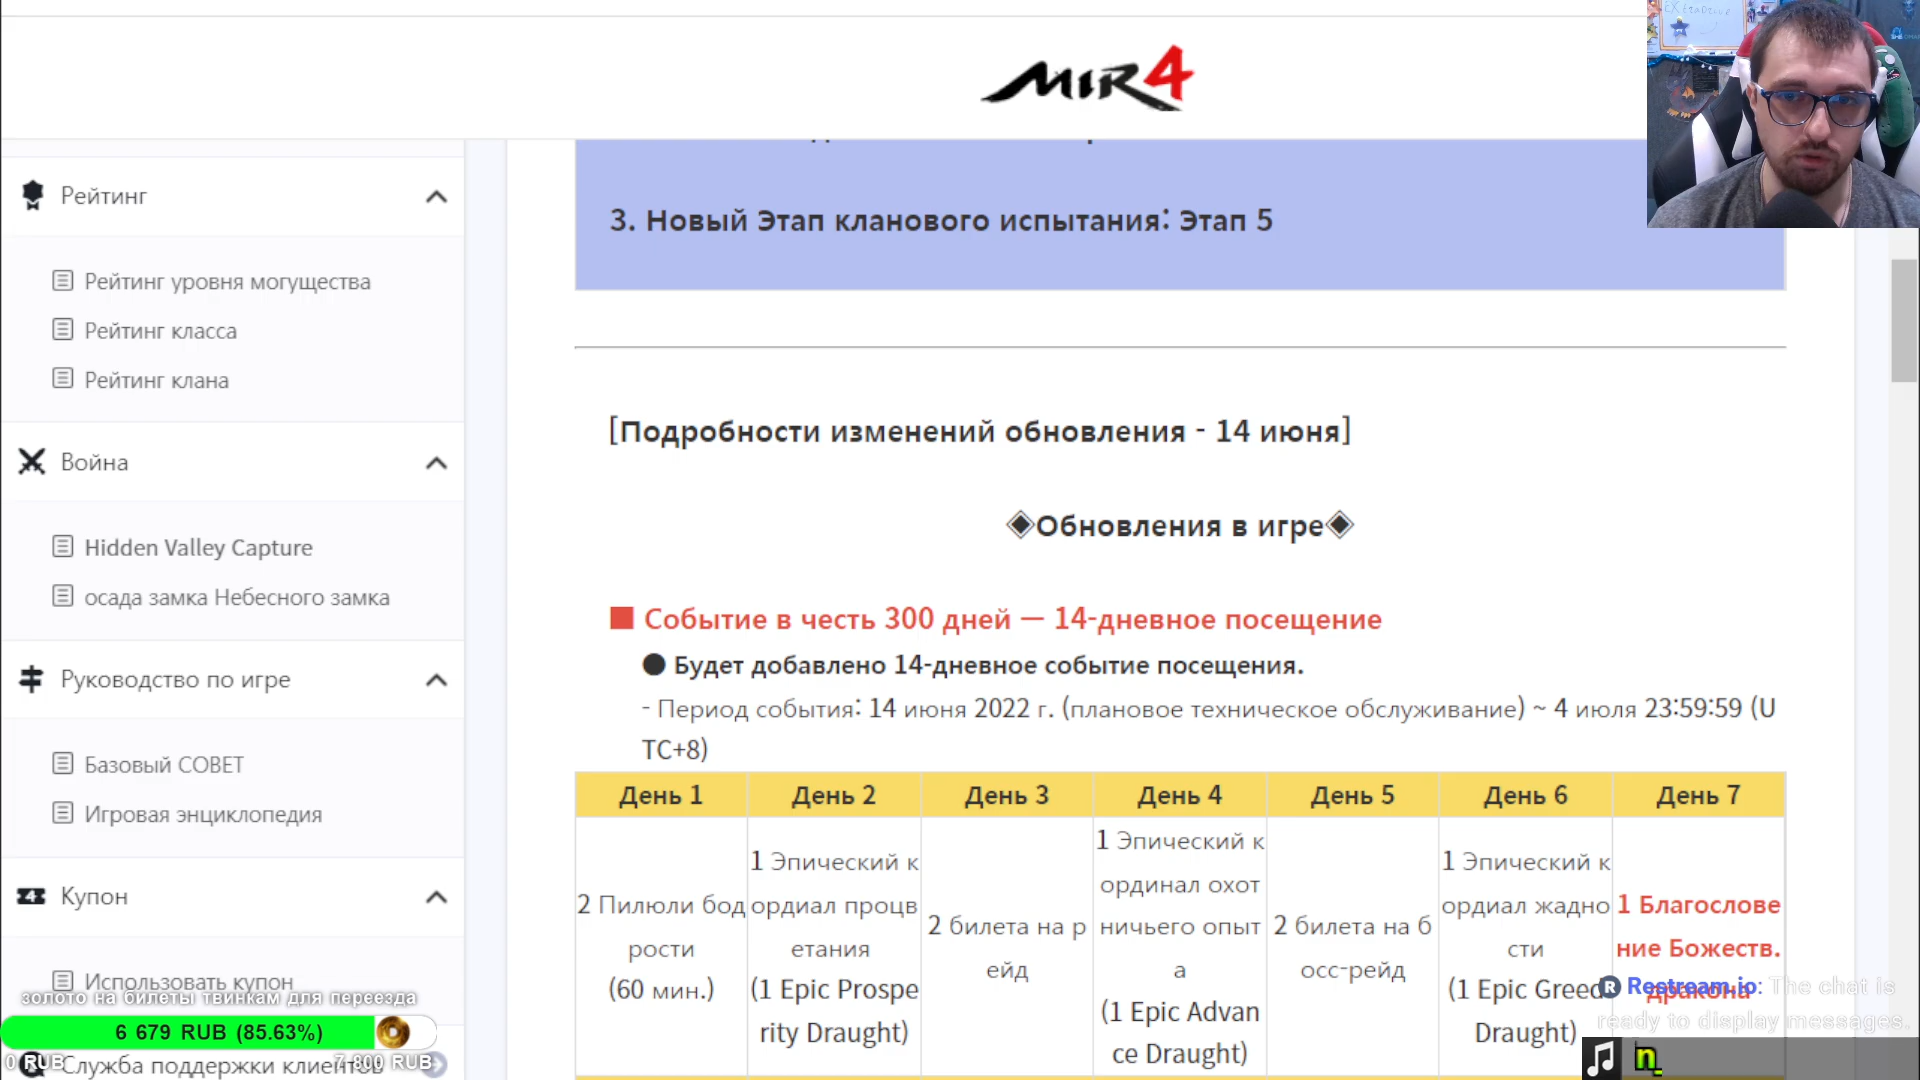 MIR4
Рейтинг
Рейтинг уровня могущества
Рейтинг класса
Рейтинг клана
Война
Hidden Valley Capture
осада замка Небесного замка
Руководство по игре
Базовый СОВЕТ
Игровая энциклопедия
Купон
Использовать купон
золото на билеты твинкам для переезда
6 679 RUB (85.63%)
0 RUB
7 800 RUB
Служба поддержки клиентов
3. Новый Этап кланового испытания: Этап 5
[Подробности изменений обновления - 14 июня]
◈Обновления в игре◈
■ Событие в честь 300 дней — 14-дневное посещение
● Будет добавлено 14-дневное событие посещения.
- Период события: 14 июня 2022 г. (плановое техническое обслуживание) ~ 4 июля 23:59:59 (U
TC+8)
День 1
День 2
День 3
День 4
День 5
День 6
День 7
2 Пилюли бод
рости
(60 мин.)
1 Эпический к
ордиал процв
етания
(1 Epic Prospe
rity Draught)
2 билета на р
ейд
1 Эпический к
ординал охот
ничьего опыт
а
(1 Epic Advan
ce Draught)
2 билета на б
осс-рейд
1 Эпический к
ордиал жадно
сти
(1 Epic Greed
Draught)
1 Благослове
ние Божеств.
дракона
Restream.io: The chat is
ready to display messages.
n_